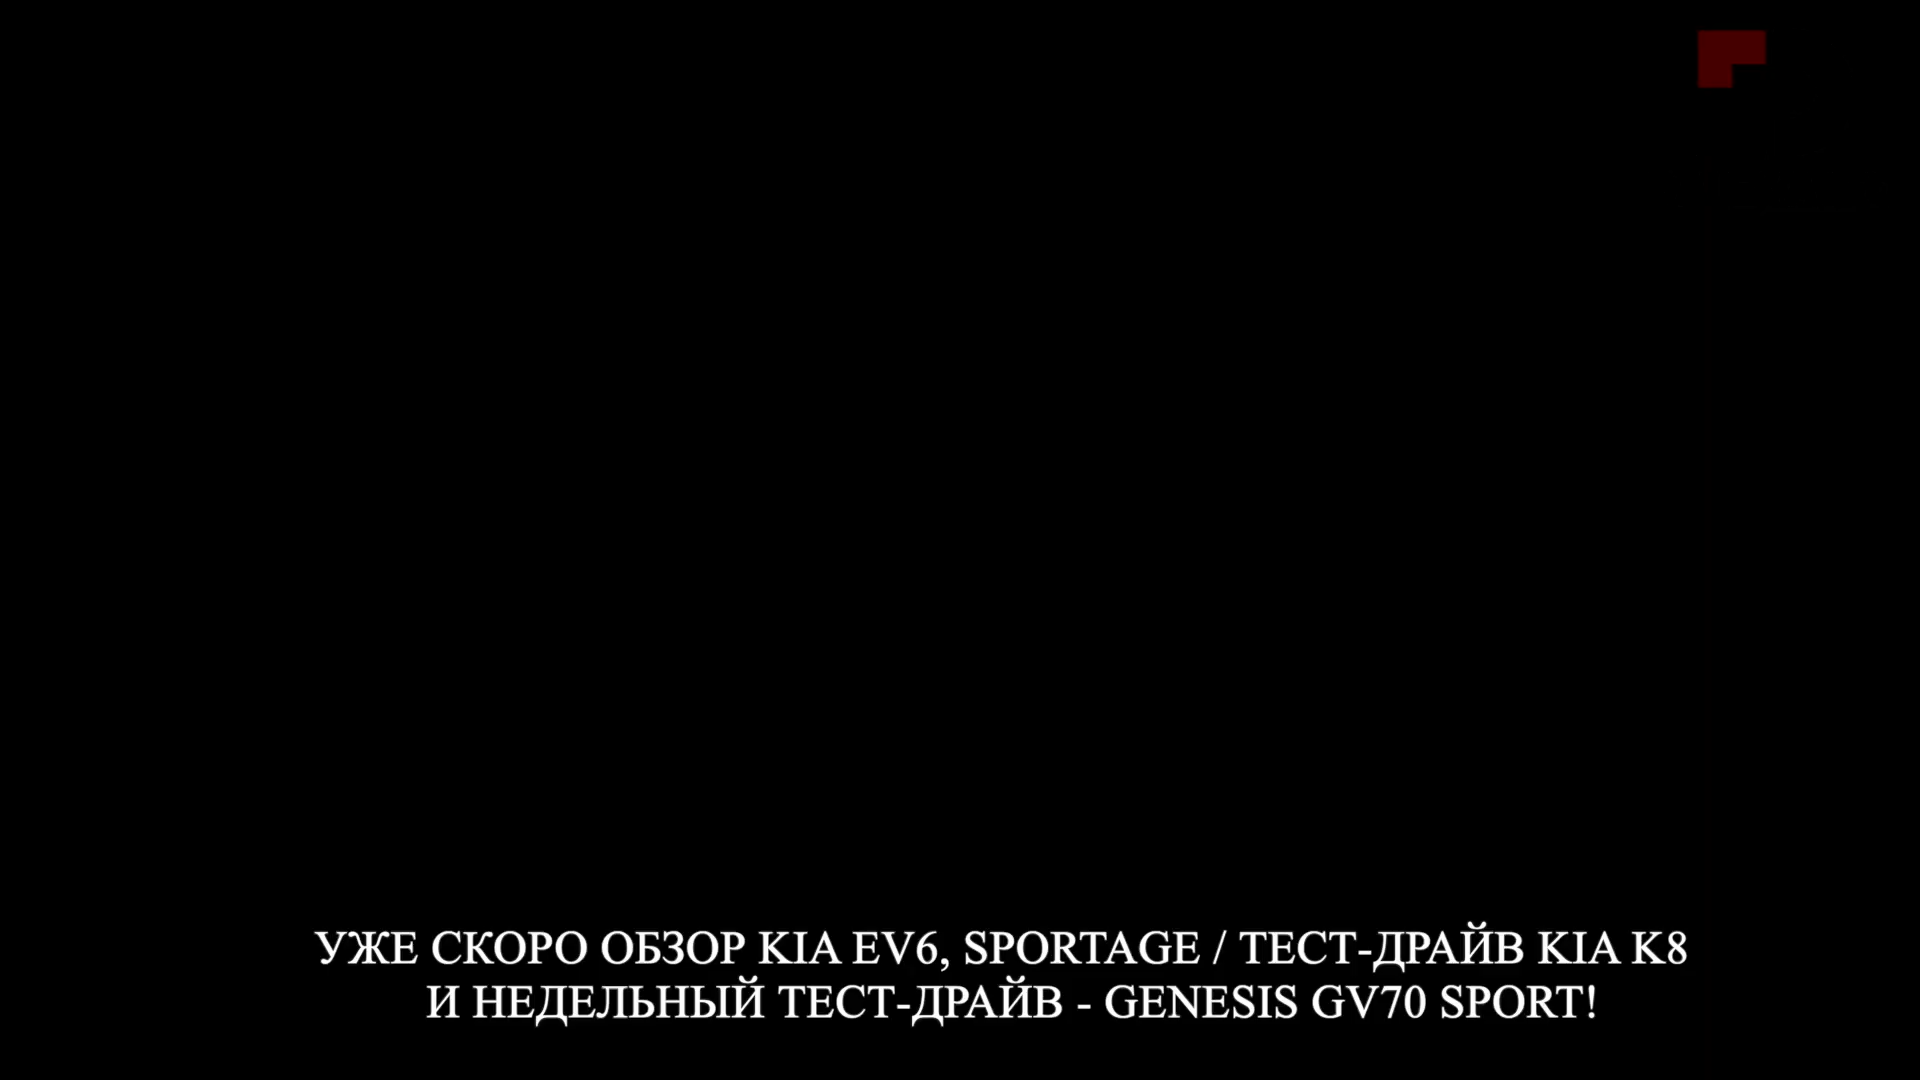 УЖЕ СКОРО ОБЗОР KIA EV6, SPORTAGE / ТЕСТ-ДРАЙВ KIA K8
И НЕДЕЛЬНЫЙ ТЕСТ-ДРАЙВ - GENESIS GV70 SPORT!